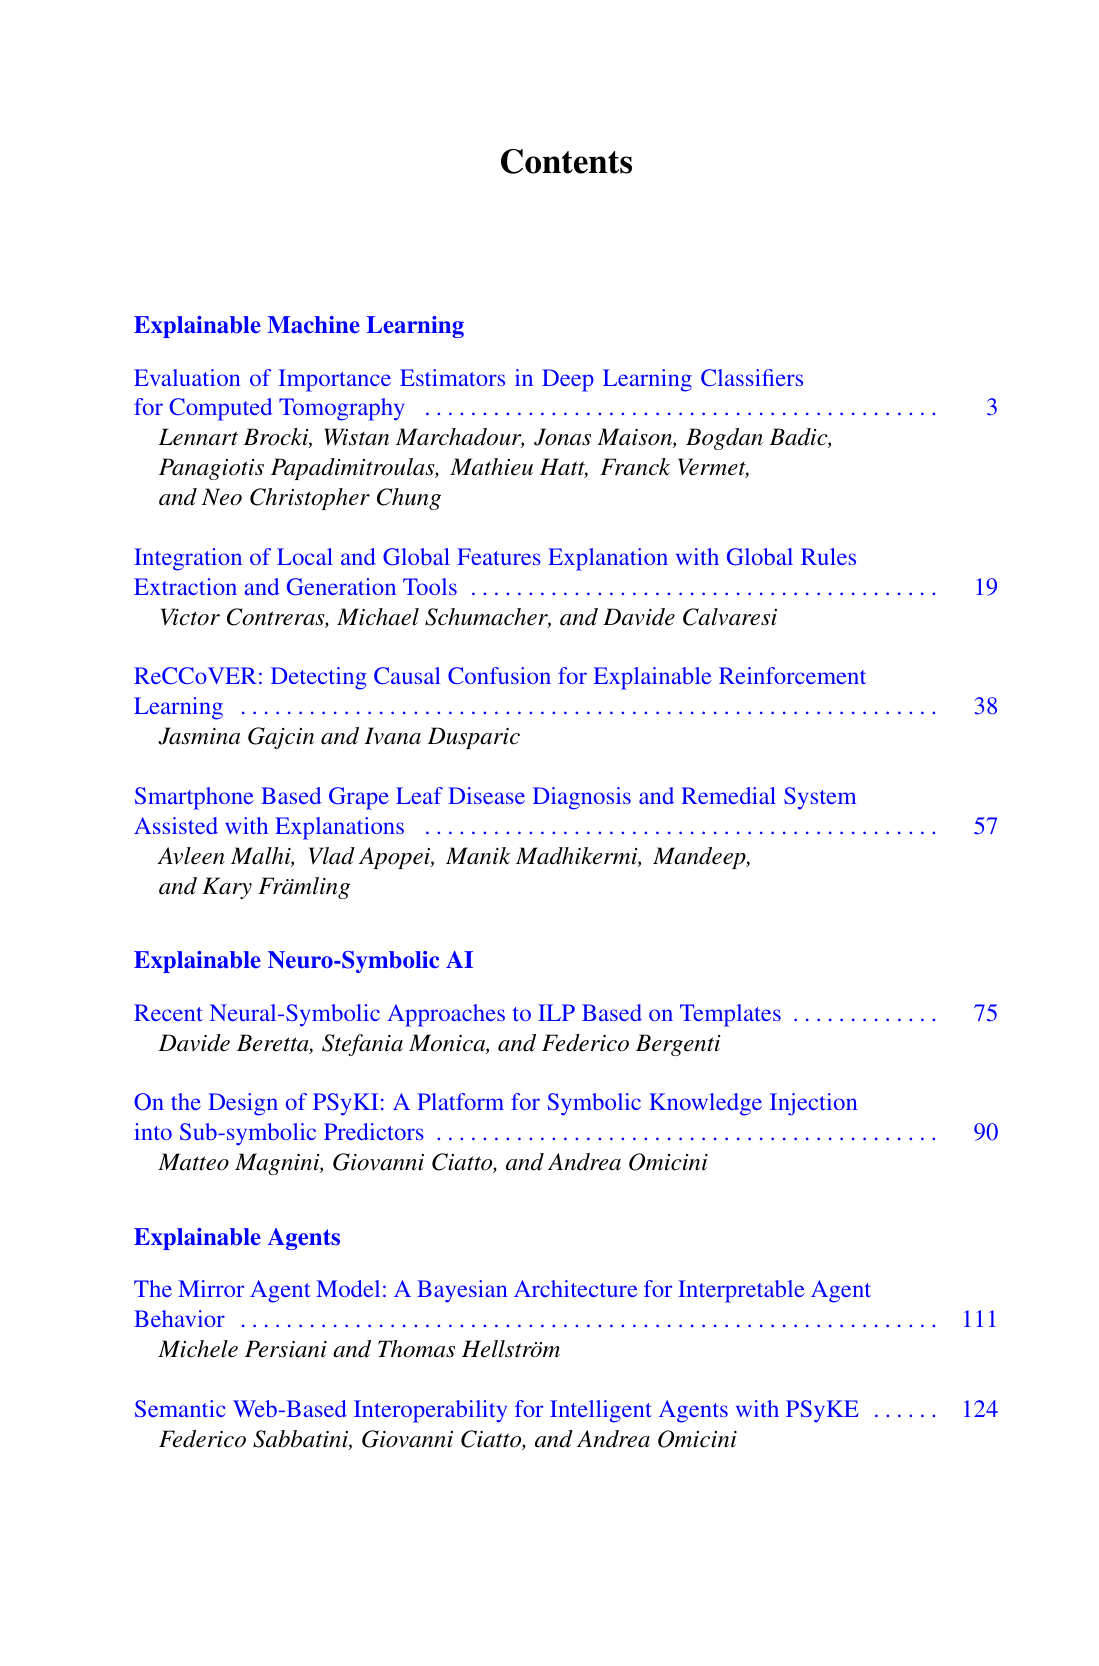 Contents
Explainable Machine Learning
Evaluation of Importance Estimators in Deep Learning Classifiers
for Computed Tomography . . . . . . . . . . . . . . . . . . . . . . . . . . . . . . . . . . . . . . . . . . . . . 3
Lennart Brocki, Wistan Marchadour, Jonas Maison, Bogdan Badic,
Panagiotis Papadimitroulas, Mathieu Hatt, Franck Vermet,
and Neo Christopher Chung
Integration of Local and Global Features Explanation with Global Rules
Extraction and Generation Tools . . . . . . . . . . . . . . . . . . . . . . . . . . . . . . . . . . . . . . . . . 19
Victor Contreras, Michael Schumacher, and Davide Calvaresi
ReCCoVER: Detecting Causal Confusion for Explainable Reinforcement
Learning . . . . . . . . . . . . . . . . . . . . . . . . . . . . . . . . . . . . . . . . . . . . . . . . . . . . . . . . . . . . . 38
Jasmina Gajcin and Ivana Dusparic
Smartphone Based Grape Leaf Disease Diagnosis and Remedial System
Assisted with Explanations . . . . . . . . . . . . . . . . . . . . . . . . . . . . . . . . . . . . . . . . . . . . . 57
Avleen Malhi, Vlad Apopei, Manik Madhikermi, Mandeep,
and Kary Främling
Explainable Neuro-Symbolic AI
Recent Neural-Symbolic Approaches to ILP Based on Templates . . . . . . . . . . . . . 75
Davide Beretta, Stefania Monica, and Federico Bergenti
On the Design of PSyKI: A Platform for Symbolic Knowledge Injection
into Sub-symbolic Predictors . . . . . . . . . . . . . . . . . . . . . . . . . . . . . . . . . . . . . . . . . . . . 90
Matteo Magnini, Giovanni Ciatto, and Andrea Omicini
Explainable Agents
The Mirror Agent Model: A Bayesian Architecture for Interpretable Agent
Behavior . . . . . . . . . . . . . . . . . . . . . . . . . . . . . . . . . . . . . . . . . . . . . . . . . . . . . . . . . . . . . 111
Michele Persiani and Thomas Hellström
Semantic Web-Based Interoperability for Intelligent Agents with PSyKE . . . . . . 124
Federico Sabbatini, Giovanni Ciatto, and Andrea Omicini